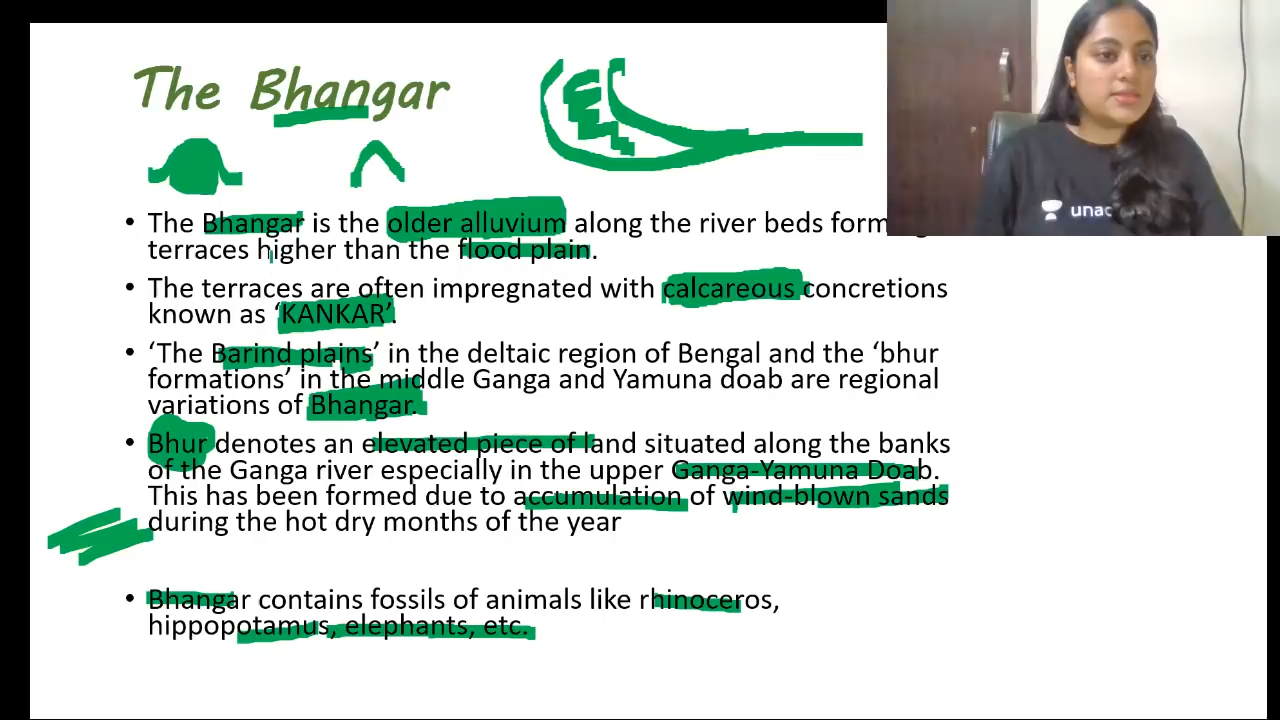 The Bhangar
• The Bhangar is the older alluvium along the river beds forming
terraces higher than the flood plain.
• The terraces are often impregnated with calcareous concretions
known as ‘KANKAR’.
• ‘The Barind plains’ in the deltaic region of Bengal and the ‘bhur
formations’ in the middle Ganga and Yamuna doab are regional
variations of Bhangar.
• Bhur denotes an elevated piece of land situated along the banks
of the Ganga river especially in the upper Ganga-Yamuna Doab.
This has been formed due to accumulation of wind-blown sands
during the hot dry months of the year
• Bhangar contains fossils of animals like rhinoceros,
hippopotamus, elephants, etc.